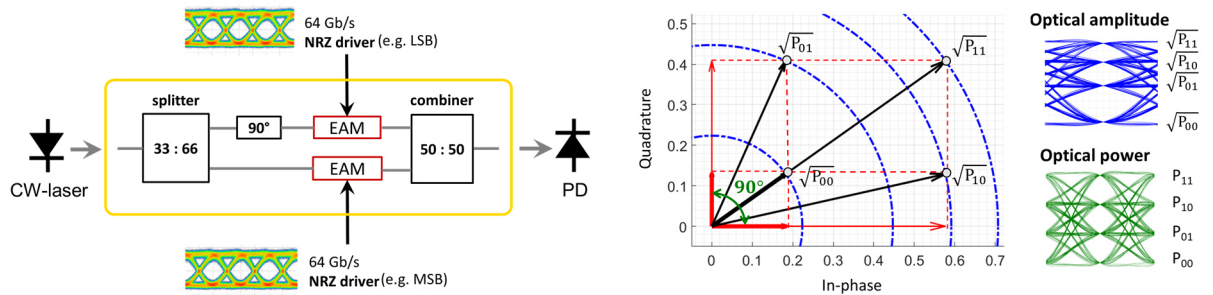 64 Gb/s
NRZ driver (e.g. LSB)
splitter
combiner
33 : 66
90°
EAM
EAM
50 : 50
CW-laser
PD
64 Gb/s
NRZ driver (e.g. MSB)
Quadrature
0.5
0.4
0.3
0.2
0.1
0
0
0.1
0.2
0.3
0.4
0.5
0.6
0.7
In-phase
√P01
√P11
√P00
√P10
90°
Optical amplitude
√P11
√P10
√P01
√P00
Optical power
P11
P10
P01
P00